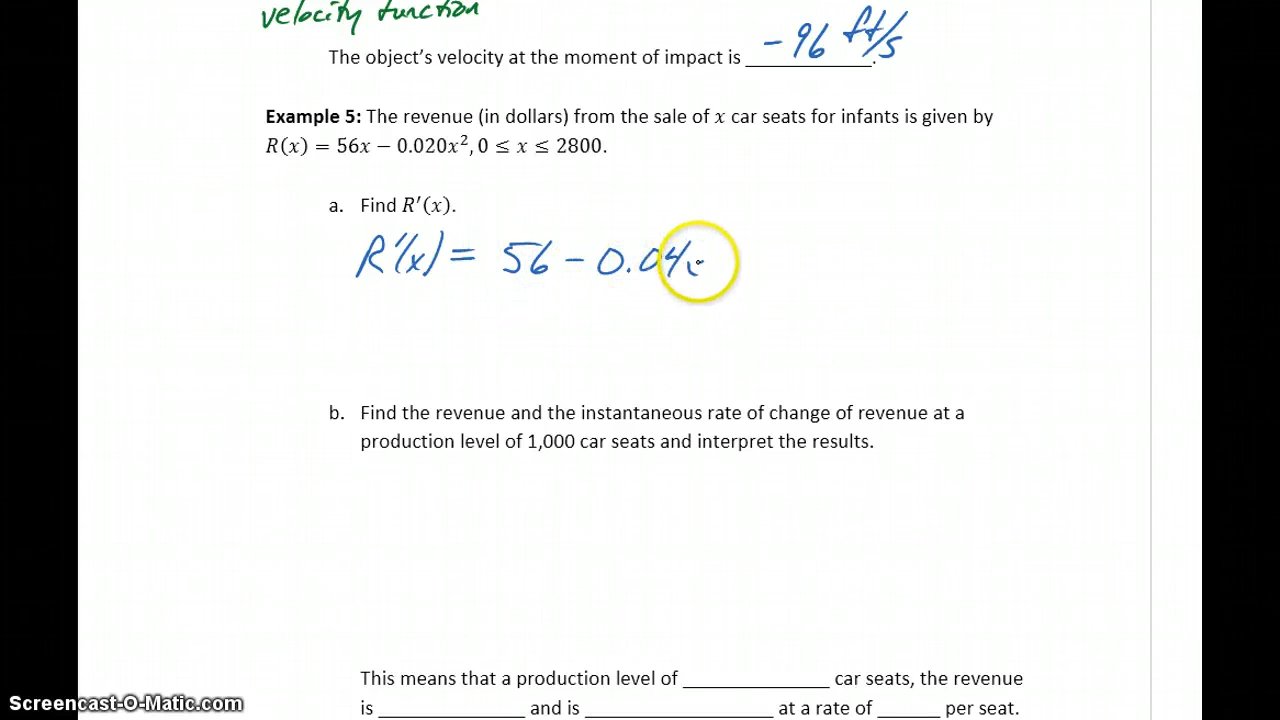 velocity function
The object's velocity at the moment of impact is -96 ft/s.
Example 5: The revenue (in dollars) from the sale of x car seats for infants is given by
R(x) = 56x − 0.020x², 0 ≤ x ≤ 2800.
a. Find R′(x).
R′(x) = 56 − 0.04x
b. Find the revenue and the instantaneous rate of change of revenue at a
production level of 1,000 car seats and interpret the results.
This means that a production level of ______________ car seats, the revenue
is ______________ and is __________________ at a rate of ______ per seat.
Screencast-O-Matic.com